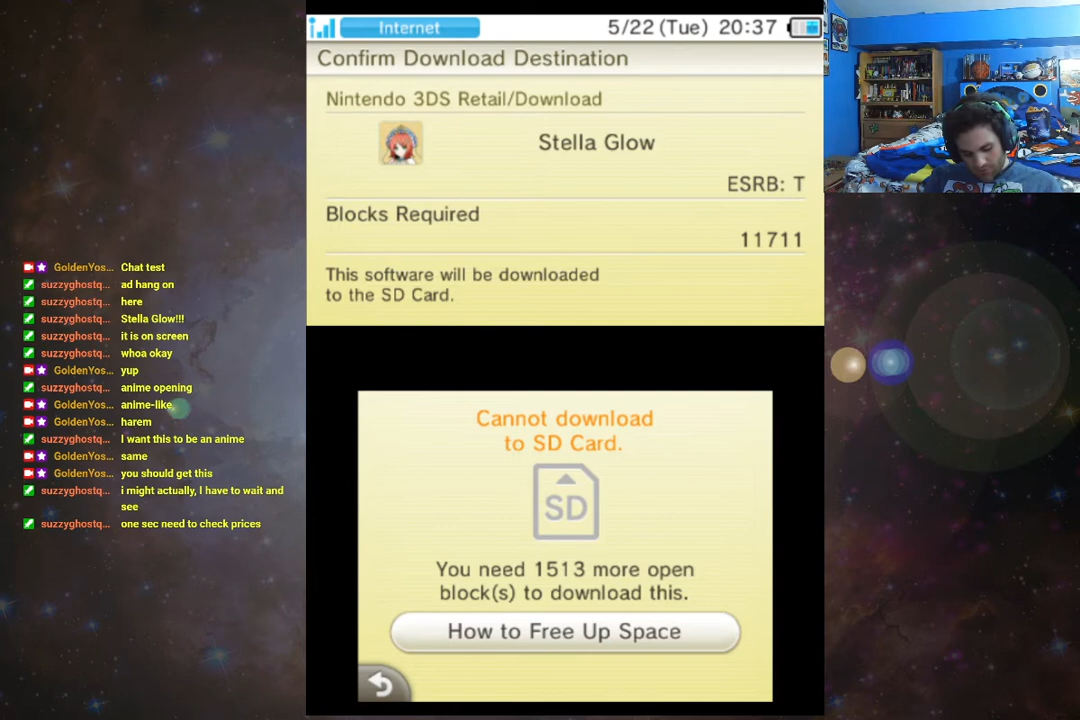 Internet 5/22 (Tue) 20:37
Confirm Download Destination
Nintendo 3DS Retail/Download
Stella Glow
ESRB: T
Blocks Required
11711
This software will be downloaded
to the SD Card.
Cannot download
to SD Card.
SD
You need 1513 more open
block(s) to download this.
How to Free Up Space
GoldenYos... Chat test
suzzyghostq... ad hang on
suzzyghostq... here
suzzyghostq... Stella Glow!!!
suzzyghostq... it is on screen
suzzyghostq... whoa okay
GoldenYos... yup
suzzyghostq... anime opening
GoldenYos... anime-like
GoldenYos... harem
suzzyghostq... I want this to be an anime
GoldenYos... same
GoldenYos... you should get this
suzzyghostq... i might actually, I have to wait and
see
suzzyghostq... one sec need to check prices